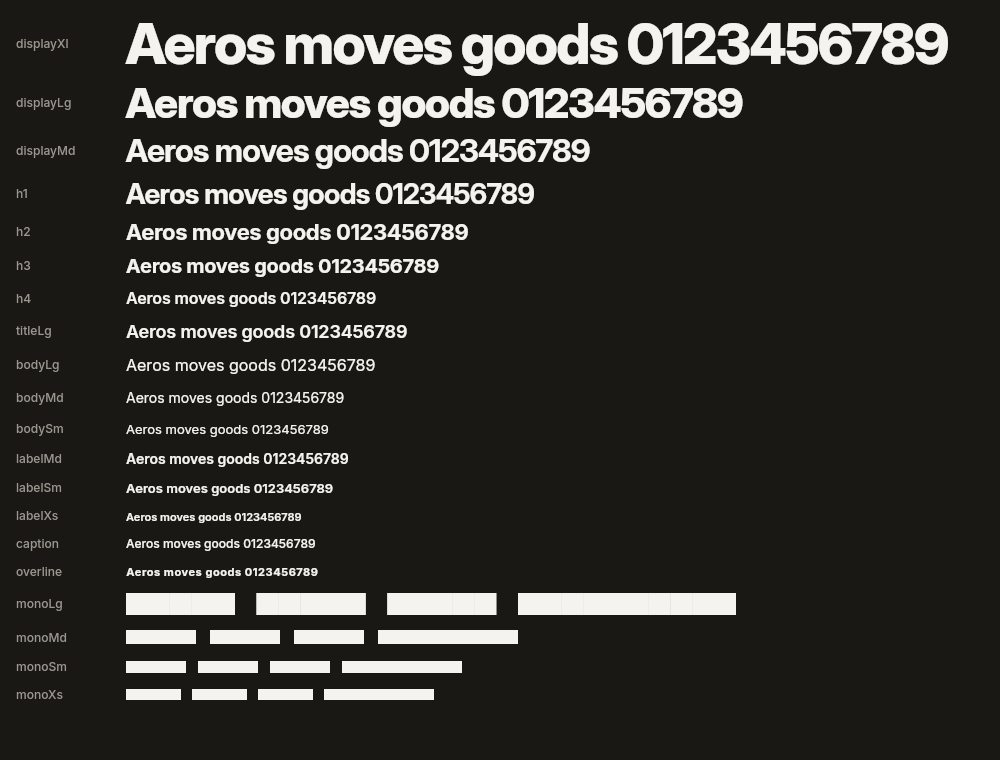 displayXl Aeros moves goods 0123456789
displayLg Aeros moves goods 0123456789
displayMd Aeros moves goods 0123456789
h1 Aeros moves goods 0123456789
h2 Aeros moves goods 0123456789
h3 Aeros moves goods 0123456789
h4 Aeros moves goods 0123456789
titleLg Aeros moves goods 0123456789
bodyLg Aeros moves goods 0123456789
bodyMd Aeros moves goods 0123456789
bodySm Aeros moves goods 0123456789
labelMd Aeros moves goods 0123456789
labelSm Aeros moves goods 0123456789
labelXs Aeros moves goods 0123456789
caption Aeros moves goods 0123456789
overline Aeros moves goods 0123456789
monoLg
monoMd
monoSm
monoXs